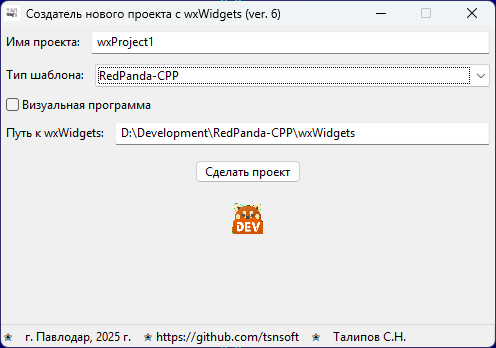 Создатель нового проекта с wxWidgets (ver. 6)
Имя проекта: wxProject1
Тип шаблона: RedPanda-CPP
Визуальная программа
Путь к wxWidgets: D:\Development\RedPanda-CPP\wxWidgets
Сделать проект
DEV
г. Павлодар, 2025 г. https://github.com/tsnsoft Талипов С.Н.